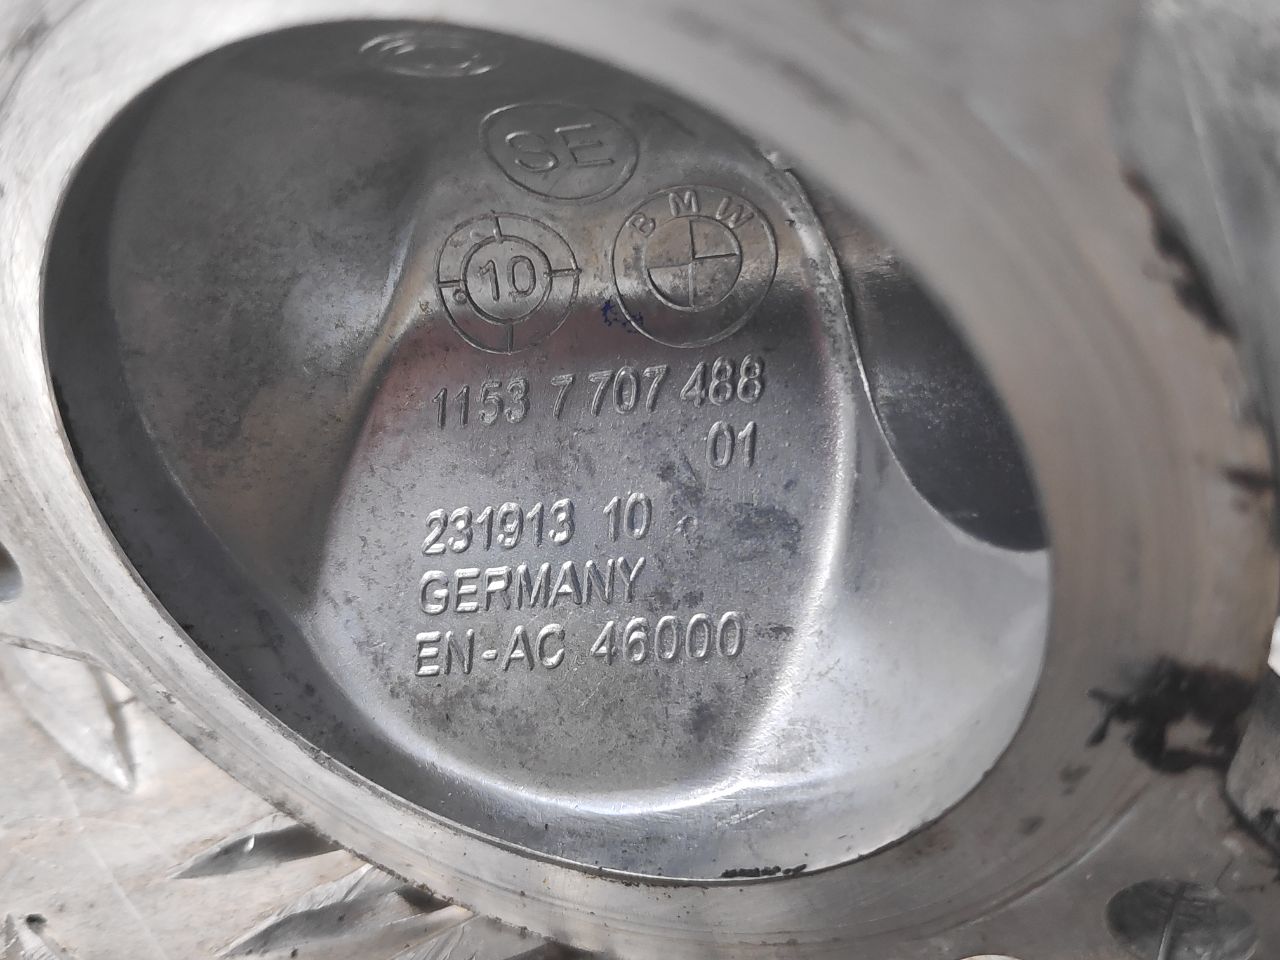 SE
10
BMW
1153 7 707 488
01
231913 10
GERMANY
EN-AC 46000